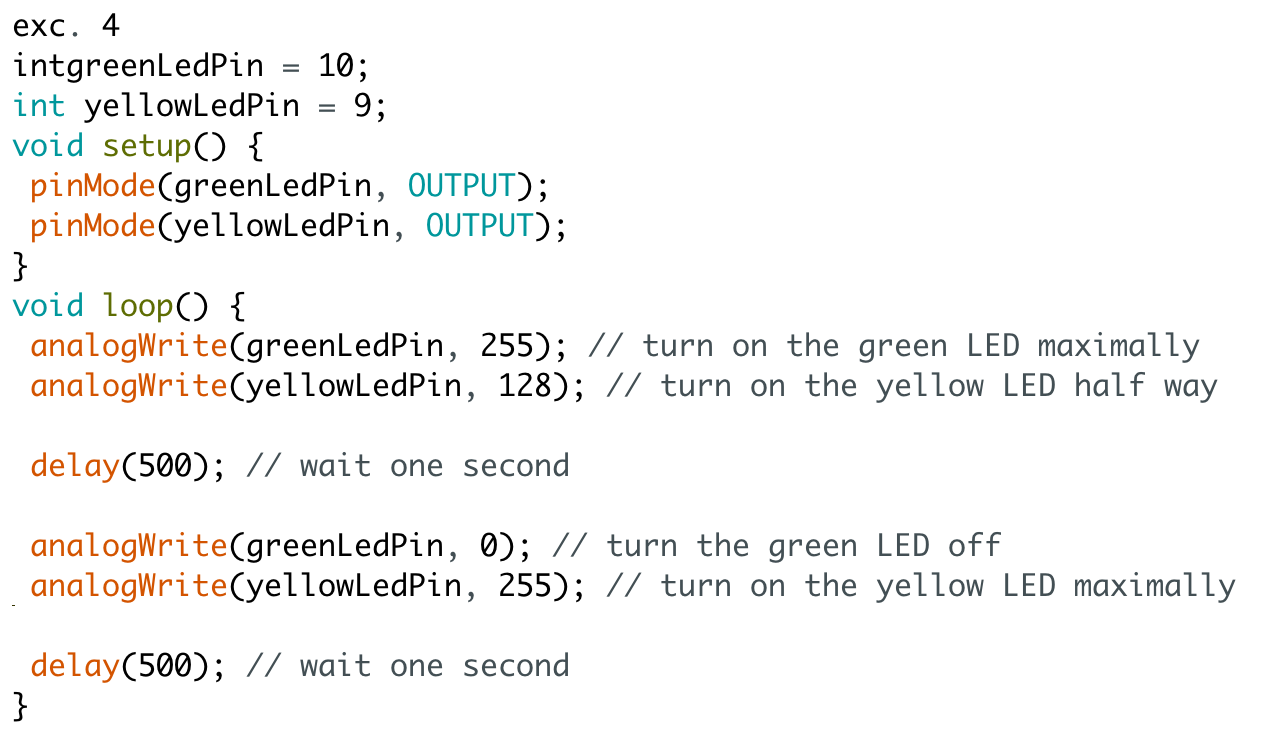 exc. 4
intgreenLedPin = 10;
int yellowLedPin = 9;
void setup() {
pinMode(greenLedPin, OUTPUT);
pinMode(yellowLedPin, OUTPUT);
}
void loop() {
analogWrite(greenLedPin, 255); // turn on the green LED maximally
analogWrite(yellowLedPin, 128); // turn on the yellow LED half way
delay(500); // wait one second
analogWrite(greenLedPin, 0); // turn the green LED off
analogWrite(yellowLedPin, 255); // turn on the yellow LED maximally
delay(500); // wait one second
}